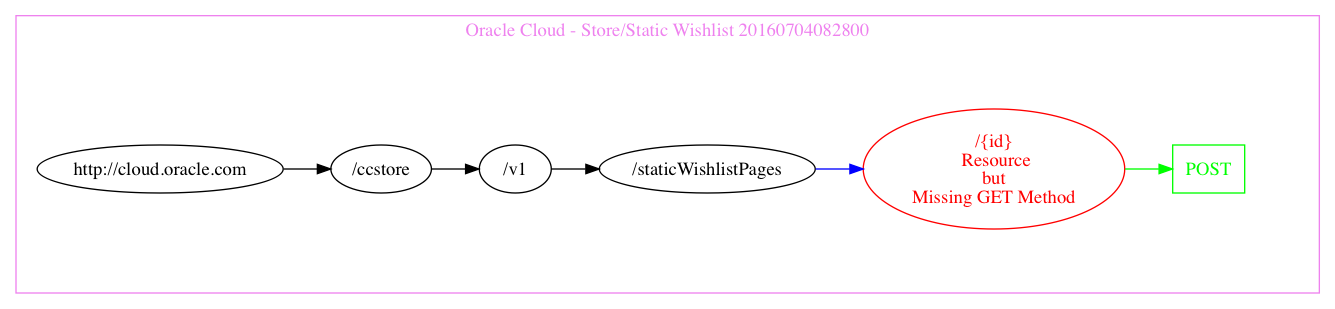 Oracle Cloud - Store/Static Wishlist 20160704082800
http://cloud.oracle.com
/ccstore
/v1
/staticWishlistPages
/{id}
Resource
but
Missing GET Method
POST